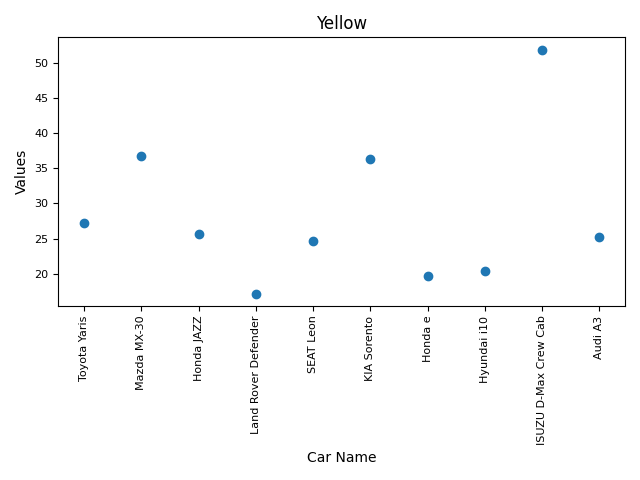 Yellow
Values
50
45
40
35
30
25
20
Toyota Yaris
Mazda MX-30
Honda JAZZ
Land Rover Defender
SEAT Leon
KIA Sorento
Honda e
Hyundai i10
ISUZU D-Max Crew Cab
Audi A3
Car Name